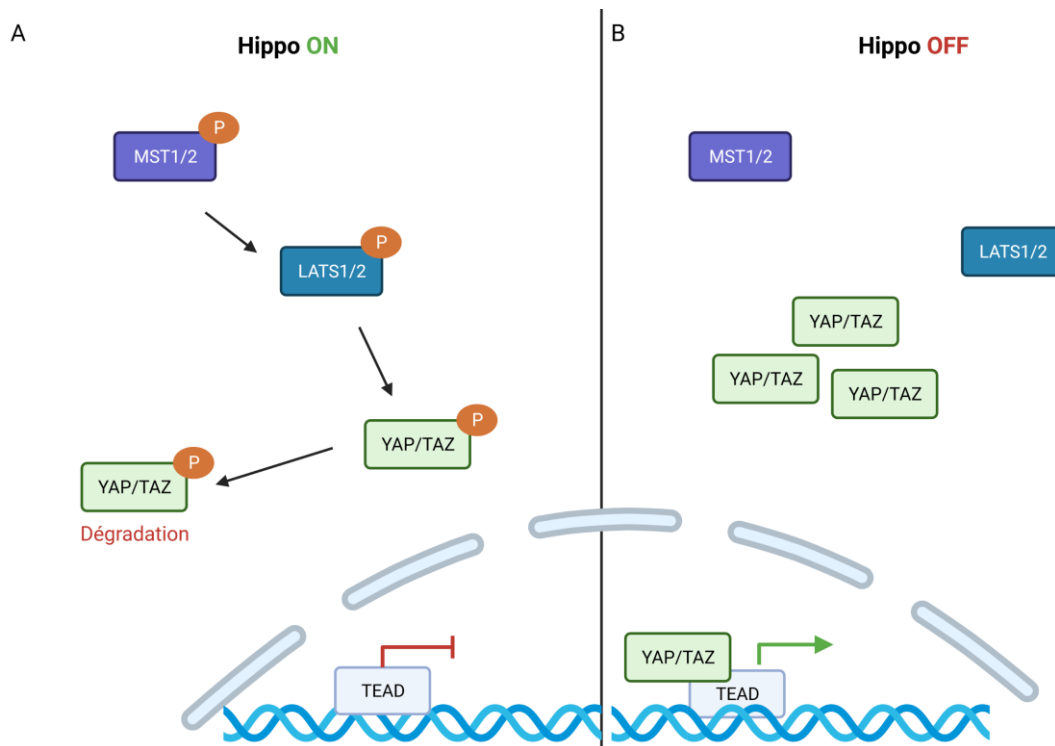 A
Hippo ON
P
MST1/2
P
LATS1/2
P
YAP/TAZ
P
YAP/TAZ
Dégradation
TEAD
B
Hippo OFF
MST1/2
LATS1/2
YAP/TAZ
YAP/TAZ
YAP/TAZ
YAP/TAZ
TEAD